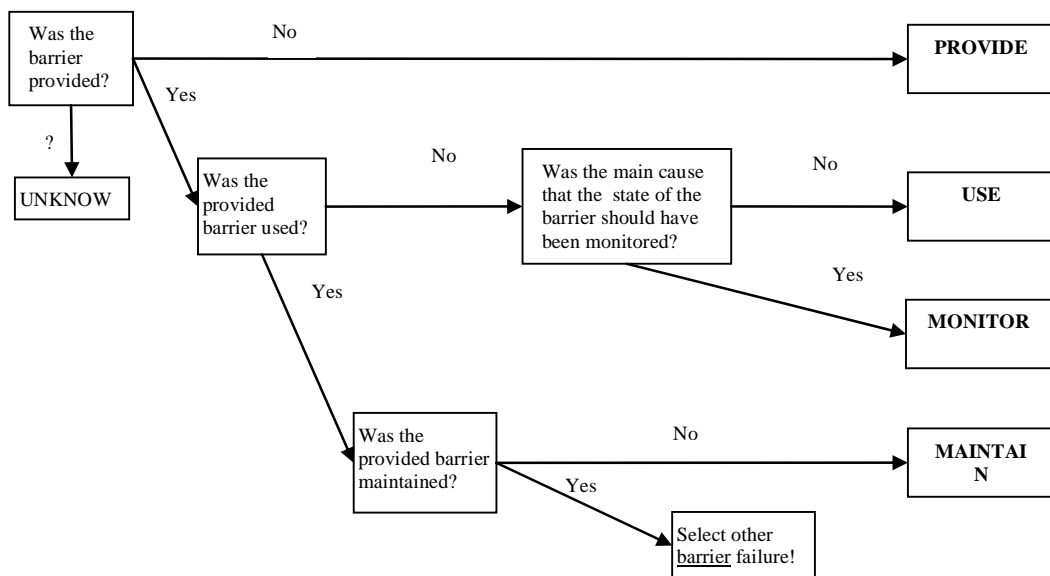 Was the
barrier
provided?
No
PROVIDE
Yes
?
UNKNOW
Was the
provided
barrier used?
No
Was the main cause
that the state of the
barrier should have
been monitored?
No
USE
Yes
MONITOR
Yes
Was the
provided barrier
maintained?
No
MAINTAI
N
Yes
Select other
barrier failure!